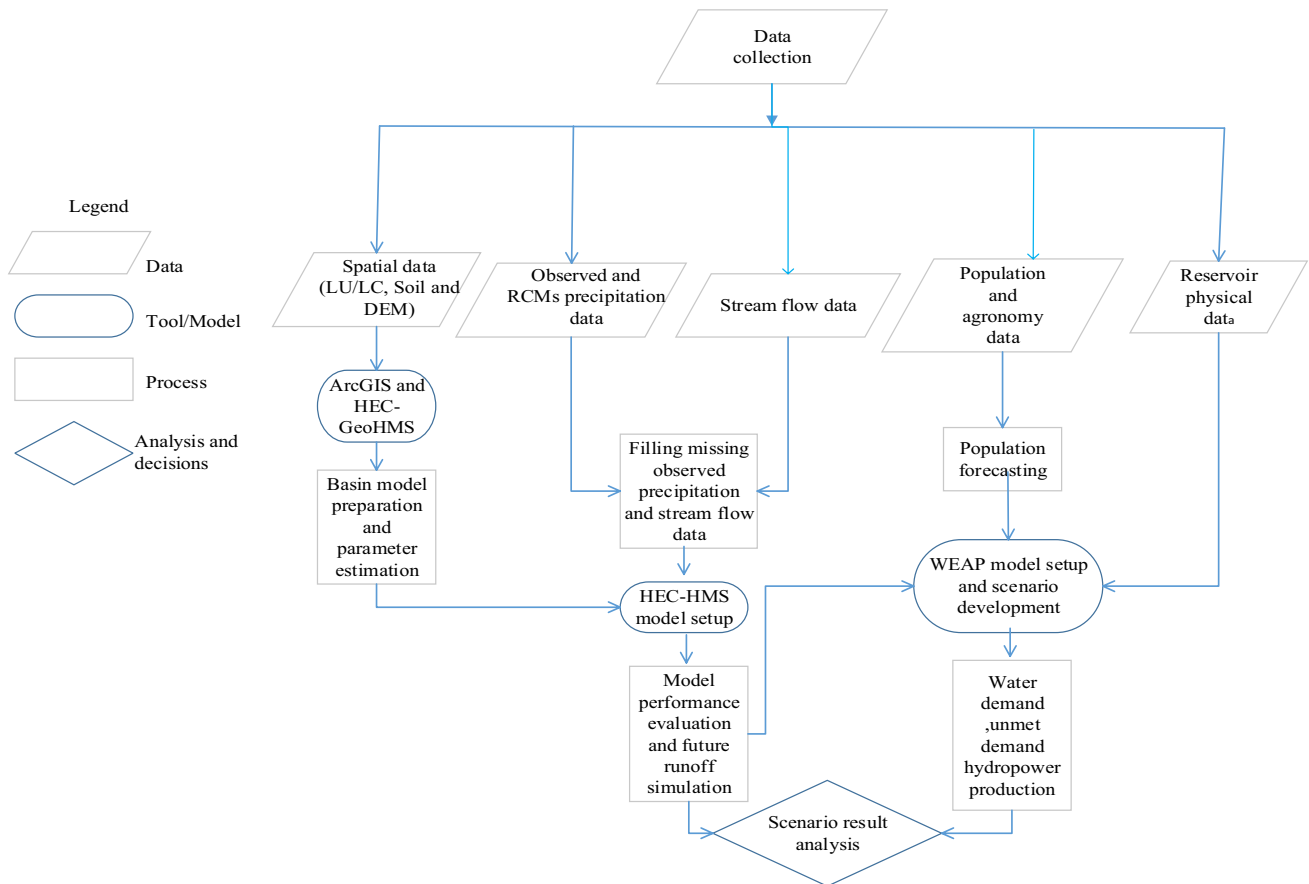 Data
collection
Legend
Data
Tool/Model
Process
Analysis and
decisions
Spatial data
(LU/LC, Soil and
DEM)
Observed and
RCMs precipitation
data
Stream flow data
Population
and
agronomy
data
Reservoir
physical
data
ArcGIS and
HEC-
GeoHMS
Basin model
preparation
and
parameter
estimation
Filling missing
observed
precipitation
and stream flow
data
Population
forecasting
HEC-HMS
model setup
WEAP model setup
and scenario
development
Model
performance
evaluation
and future
runoff
simulation
Water
demand
,unmet
demand
hydropower
production
Scenario result
analysis